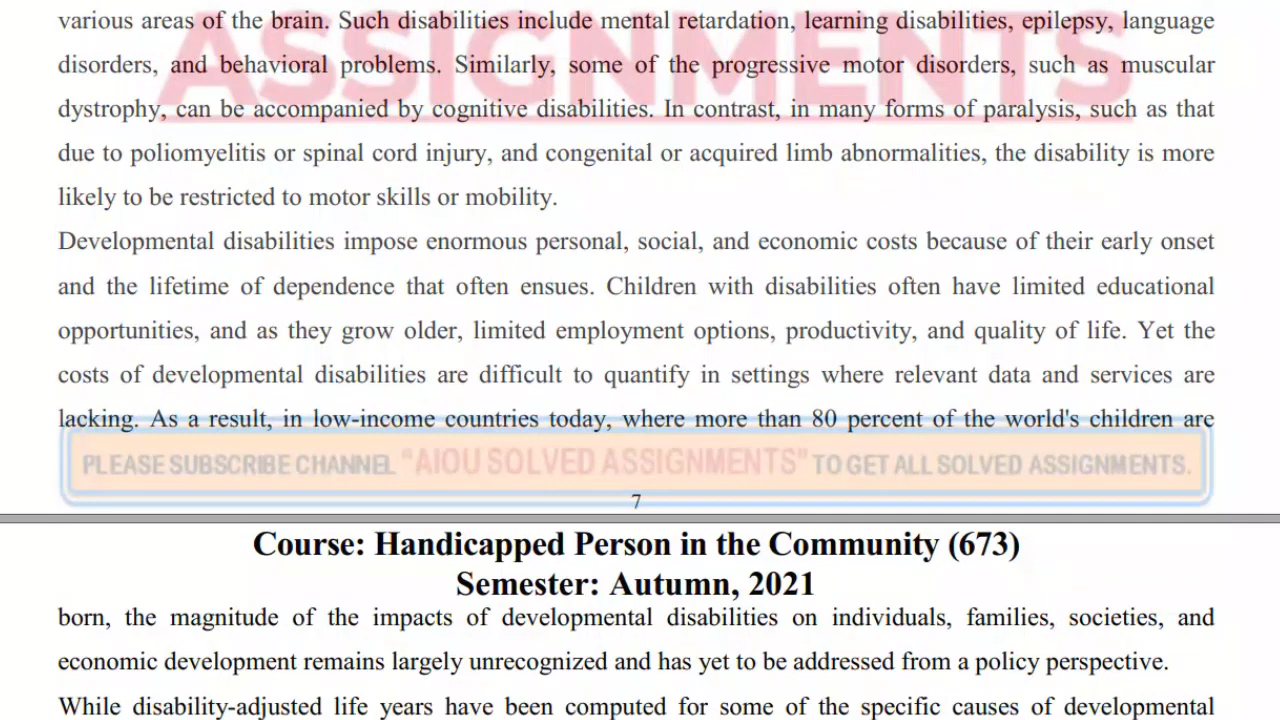 ASSIGNMENTS
various areas of the brain. Such disabilities include mental retardation, learning disabilities, epilepsy, language
disorders, and behavioral problems. Similarly, some of the progressive motor disorders, such as muscular
dystrophy, can be accompanied by cognitive disabilities. In contrast, in many forms of paralysis, such as that
due to poliomyelitis or spinal cord injury, and congenital or acquired limb abnormalities, the disability is more
likely to be restricted to motor skills or mobility.
Developmental disabilities impose enormous personal, social, and economic costs because of their early onset
and the lifetime of dependence that often ensues. Children with disabilities often have limited educational
opportunities, and as they grow older, limited employment options, productivity, and quality of life. Yet the
costs of developmental disabilities are difficult to quantify in settings where relevant data and services are
lacking. As a result, in low-income countries today, where more than 80 percent of the world's children are
PLEASE SUBSCRIBE CHANNEL "AIOU SOLVED ASSIGNMENTS" TO GET ALL SOLVED ASSIGNMENTS.
7
Course: Handicapped Person in the Community (673)
Semester: Autumn, 2021
born, the magnitude of the impacts of developmental disabilities on individuals, families, societies, and
economic development remains largely unrecognized and has yet to be addressed from a policy perspective.
While disability-adjusted life years have been computed for some of the specific causes of developmental